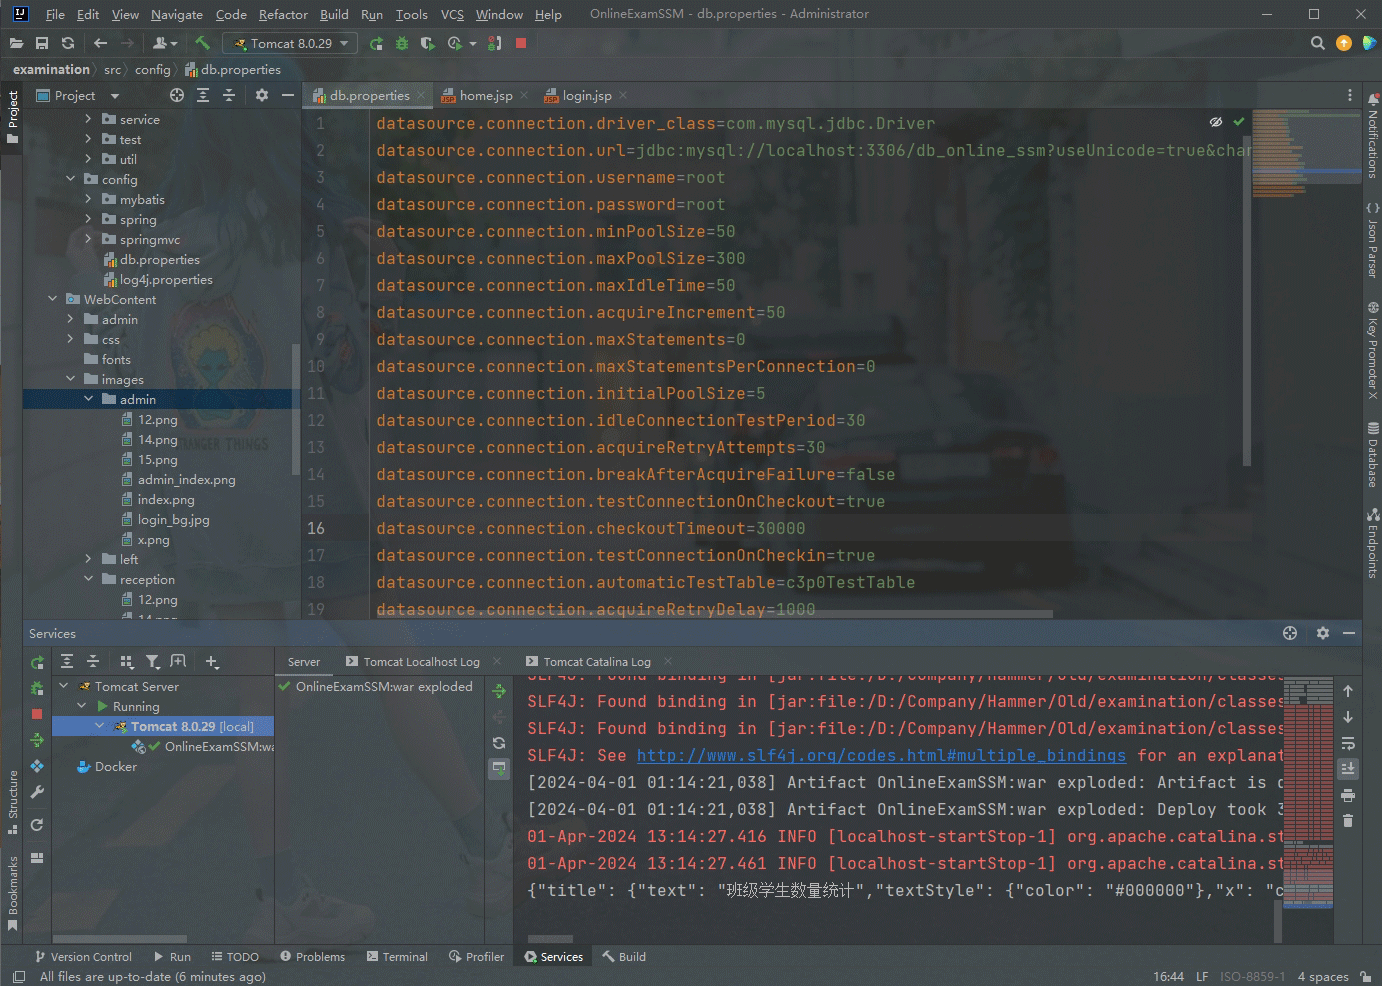 File Edit View Navigate Code Refactor Build Run Tools VCS Window Help OnlineExamSSM - db.properties - Administrator
Tomcat 8.0.29
examination src config db.properties
Project
db.properties home.jsp login.jsp
service
test
util
config
mybatis
spring
springmvc
db.properties
log4j.properties
WebContent
admin
css
fonts
images
admin
12.png
14.png
15.png
admin_index.png
index.png
login_bg.jpg
x.png
left
reception
12.png
14.png
1 datasource.connection.driver_class=com.mysql.jdbc.Driver
2 datasource.connection.url=jdbc:mysql://localhost:3306/db_online_ssm?useUnicode=true&char
3 datasource.connection.username=root
4 datasource.connection.password=root
5 datasource.connection.minPoolSize=50
6 datasource.connection.maxPoolSize=300
7 datasource.connection.maxIdleTime=50
8 datasource.connection.acquireIncrement=50
9 datasource.connection.maxStatements=0
10 datasource.connection.maxStatementsPerConnection=0
11 datasource.connection.initialPoolSize=5
12 datasource.connection.idleConnectionTestPeriod=30
13 datasource.connection.acquireRetryAttempts=30
14 datasource.connection.breakAfterAcquireFailure=false
15 datasource.connection.testConnectionOnCheckout=true
16 datasource.connection.checkoutTimeout=30000
17 datasource.connection.testConnectionOnCheckin=true
18 datasource.connection.automaticTestTable=c3p0TestTable
19 datasource.connection.acquireRetryDelay=1000
Project
Structure
Bookmarks
Notifications
Json Parser
Key Promoter X
Database
Endpoints
Services
Server Tomcat Localhost Log Tomcat Catalina Log
Tomcat Server
Running
Tomcat 8.0.29 [local]
OnlineExamSSM:wa
Docker
OnlineExamSSM:war exploded
SLF4J: Found binding in [jar:file:/D:/Company/Hammer/Old/examination/classes
SLF4J: Found binding in [jar:file:/D:/Company/Hammer/Old/examination/classes
SLF4J: Found binding in [jar:file:/D:/Company/Hammer/Old/examination/classes
SLF4J: See http://www.slf4j.org/codes.html#multiple_bindings for an explanat
[2024-04-01 01:14:21,038] Artifact OnlineExamSSM:war exploded: Artifact is d
[2024-04-01 01:14:21,038] Artifact OnlineExamSSM:war exploded: Deploy took 3
01-Apr-2024 13:14:27.416 INFO [localhost-startStop-1] org.apache.catalina.st
01-Apr-2024 13:14:27.461 INFO [localhost-startStop-1] org.apache.catalina.st
{"title": {"text": "班级学生数量统计","textStyle": {"color": "#000000"},"x": "c
Version Control Run TODO Problems Terminal Profiler Services Build
All files are up-to-date (6 minutes ago) 16:44 LF ISO-8859-1 4 spaces